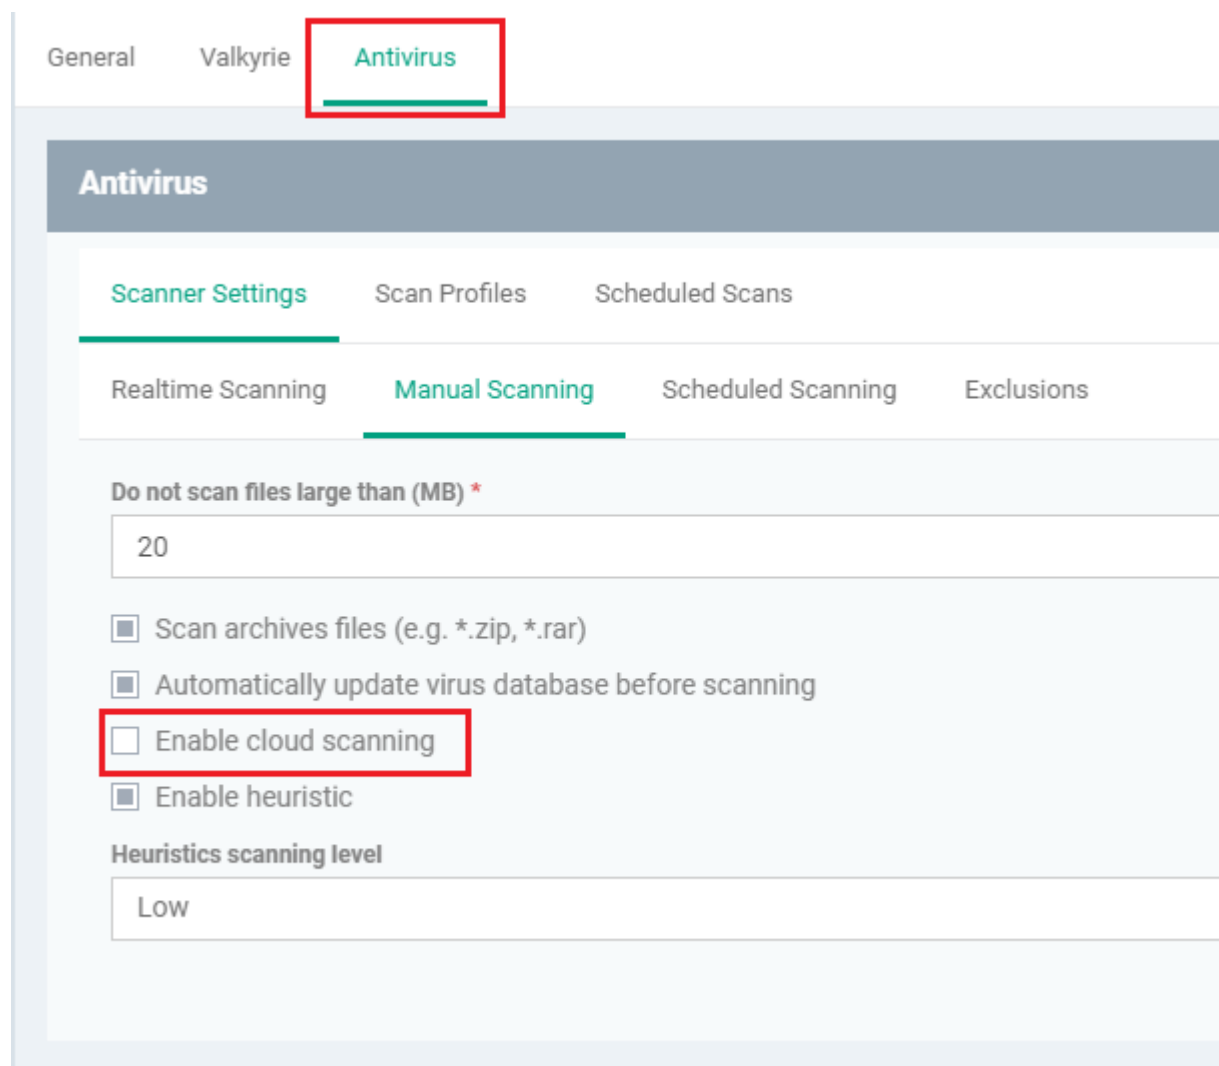 General Valkyrie Antivirus
Antivirus
Scanner Settings Scan Profiles Scheduled Scans
Realtime Scanning Manual Scanning Scheduled Scanning Exclusions
Do not scan files large than (MB) *
20
Scan archives files (e.g. *.zip, *.rar)
Automatically update virus database before scanning
Enable cloud scanning
Enable heuristic
Heuristics scanning level
Low